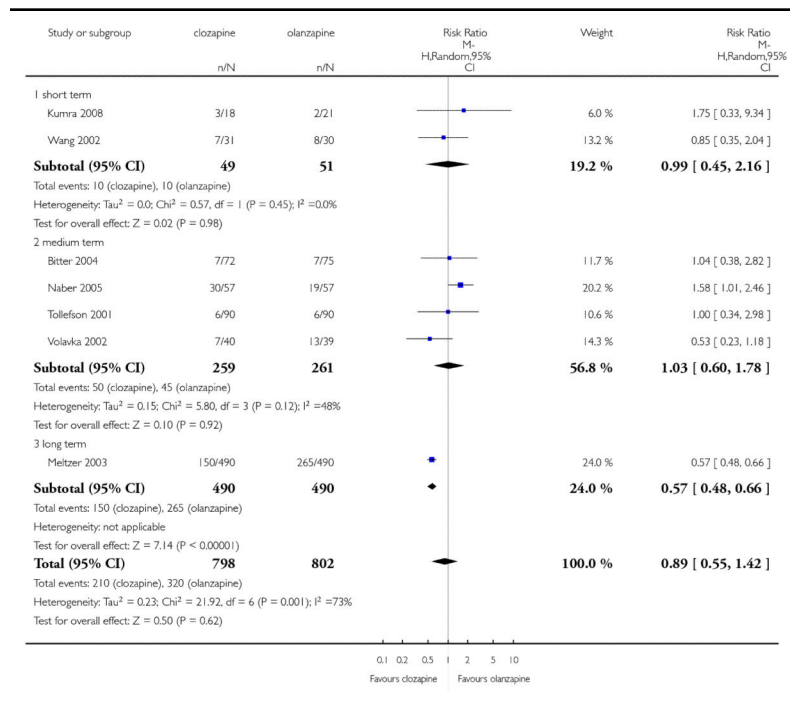 Study or subgroup clozapine olanzapine Risk Ratio Weight Risk Ratio
M- M-
H,Random,95% H,Random,95%
n/N n/N CI CI
1 short term
Kumra 2008 3/18 2/21 6.0 % 1.75 [ 0.33, 9.34 ]
Wang 2002 7/31 8/30 13.2 % 0.85 [ 0.35, 2.04 ]
Subtotal (95% CI) 49 51 19.2 % 0.99 [ 0.45, 2.16 ]
Total events: 10 (clozapine), 10 (olanzapine)
Heterogeneity: Tau² = 0.0; Chi² = 0.57, df = 1 (P = 0.45); I² =0.0%
Test for overall effect: Z = 0.02 (P = 0.98)
2 medium term
Bitter 2004 7/72 7/75 11.7 % 1.04 [ 0.38, 2.82 ]
Naber 2005 30/57 19/57 20.2 % 1.58 [ 1.01, 2.46 ]
Tollefson 2001 6/90 6/90 10.6 % 1.00 [ 0.34, 2.98 ]
Volavka 2002 7/40 13/39 14.3 % 0.53 [ 0.23, 1.18 ]
Subtotal (95% CI) 259 261 56.8 % 1.03 [ 0.60, 1.78 ]
Total events: 50 (clozapine), 45 (olanzapine)
Heterogeneity: Tau² = 0.15; Chi² = 5.80, df = 3 (P = 0.12); I² =48%
Test for overall effect: Z = 0.10 (P = 0.92)
3 long term
Meltzer 2003 150/490 265/490 24.0 % 0.57 [ 0.48, 0.66 ]
Subtotal (95% CI) 490 490 24.0 % 0.57 [ 0.48, 0.66 ]
Total events: 150 (clozapine), 265 (olanzapine)
Heterogeneity: not applicable
Test for overall effect: Z = 7.14 (P < 0.00001)
Total (95% CI) 798 802 100.0 % 0.89 [ 0.55, 1.42 ]
Total events: 210 (clozapine), 320 (olanzapine)
Heterogeneity: Tau² = 0.23; Chi² = 21.92, df = 6 (P = 0.001); I² =73%
Test for overall effect: Z = 0.50 (P = 0.62)
0.1 0.2 0.5 1 2 5 10
Favours clozapine Favours olanzapine